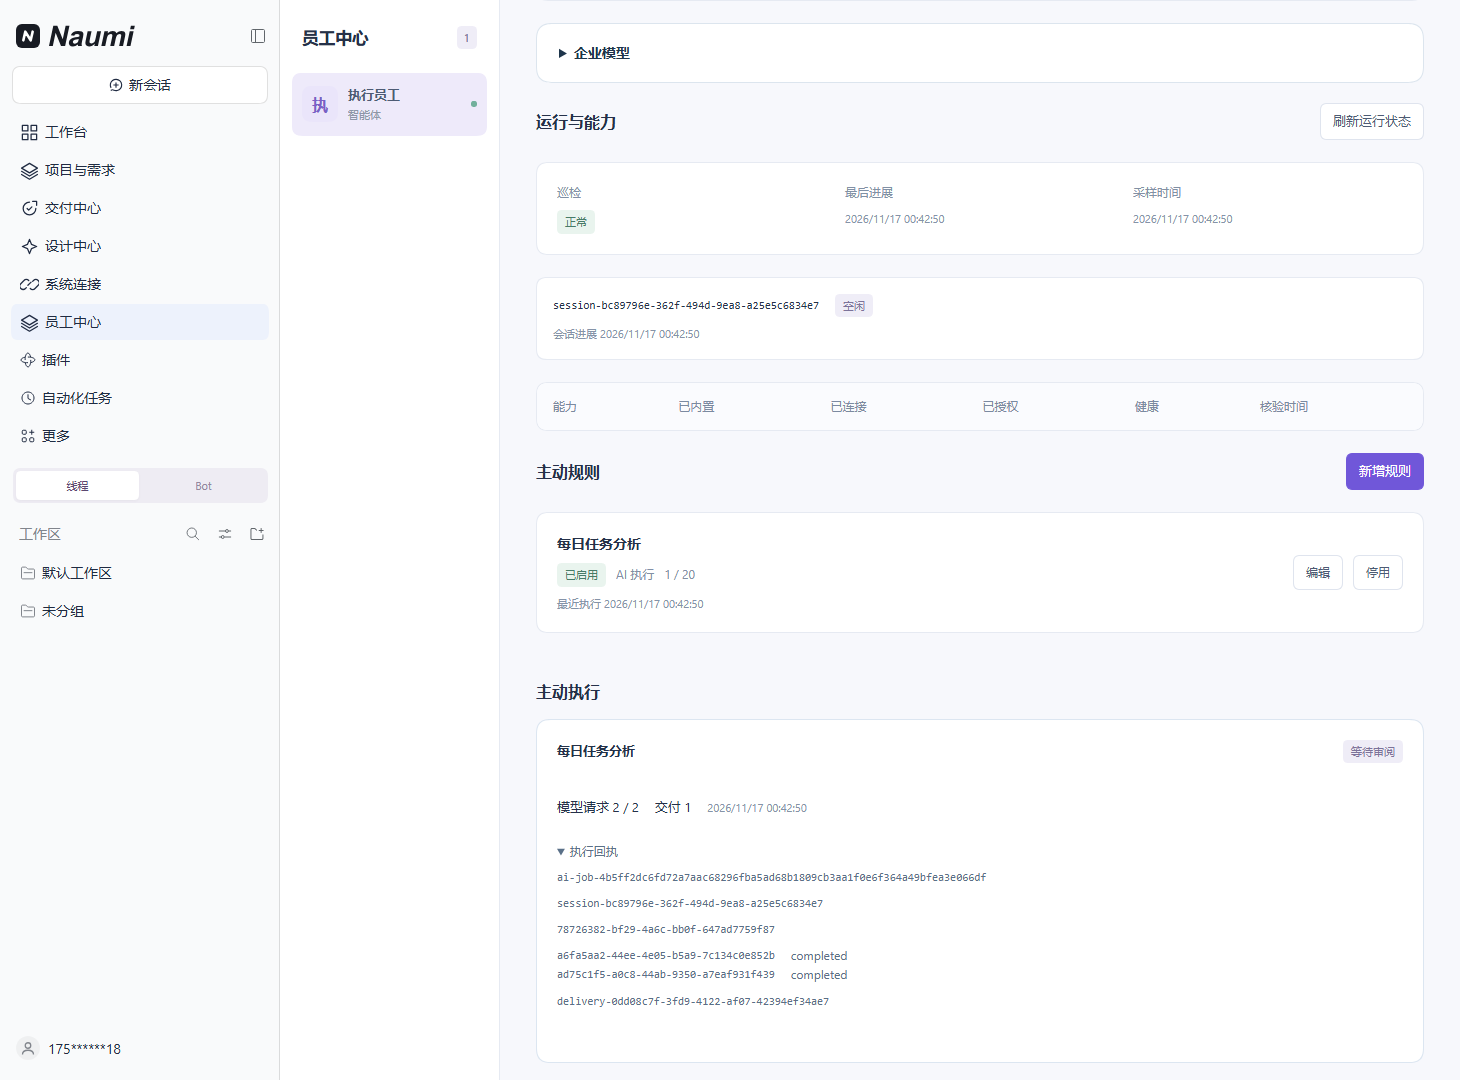 Naumi
新会话
工作台
项目与需求
交付中心
设计中心
系统连接
员工中心
插件
自动化任务
更多
线程 Bot
工作区
默认工作区
未分组
175******18
员工中心 1
执 执行员工
智能体
企业模型
运行与能力 刷新运行状态
巡检 最后进展 采样时间
正常 2026/11/17 00:42:50 2026/11/17 00:42:50
session-bc89796e-362f-494d-9ea8-a25e5c6834e7 空闲
会话进展 2026/11/17 00:42:50
能力 已内置 已连接 已授权 健康 核验时间
主动规则 新增规则
每日任务分析
已启用 AI 执行 1 / 20
最近执行 2026/11/17 00:42:50
编辑 停用
主动执行
每日任务分析 等待审阅
模型请求 2 / 2 交付 1 2026/11/17 00:42:50
执行回执
ai-job-4b5ff2dc6fd72a7aac68296fba5ad68b1809cb3aa1f0e6f364a49bfea3e066df
session-bc89796e-362f-494d-9ea8-a25e5c6834e7
78726382-bf29-4a6c-bb0f-647ad7759f87
a6fa5aa2-44ee-4e05-b5a9-7c134c0e852b completed
ad75c1f5-a0c8-44ab-9350-a7eaf931f439 completed
delivery-0dd08c7f-3fd9-4122-af07-42394ef34ae7